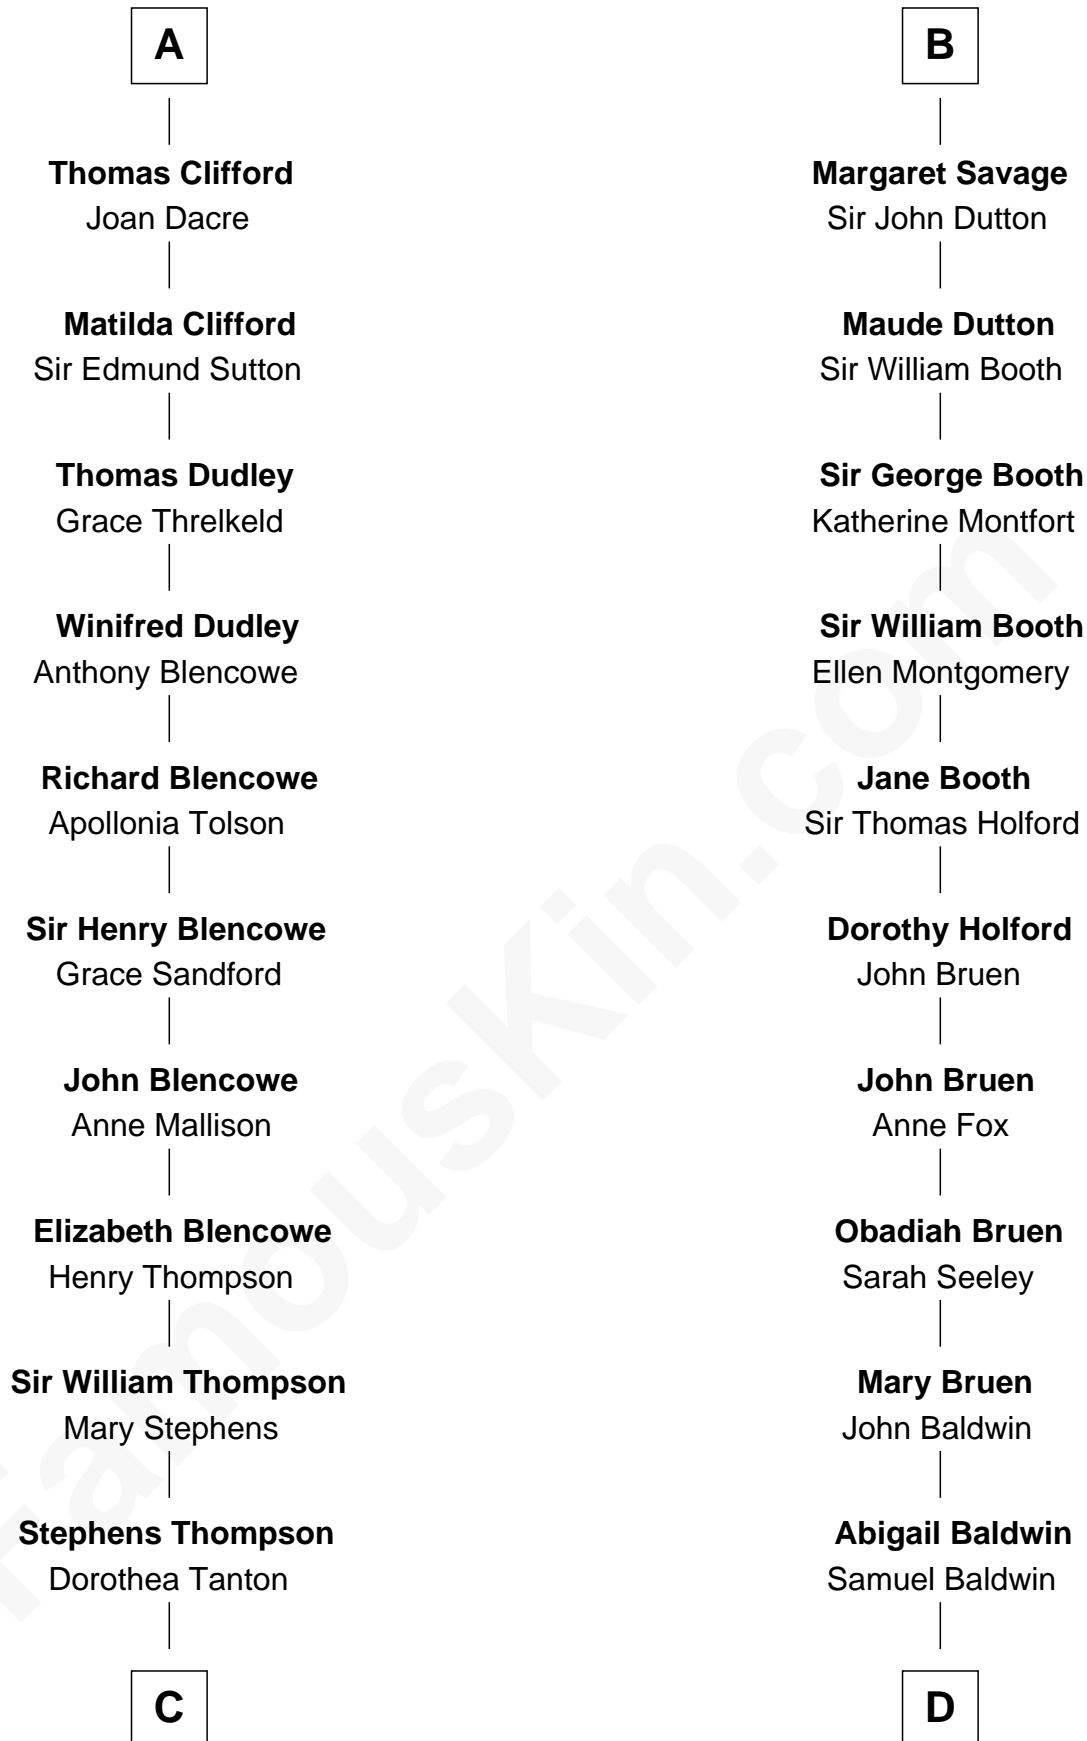 A
Thomas Clifford
Joan Dacre
Matilda Clifford
Sir Edmund Sutton
Thomas Dudley
Grace Threlkeld
Winifred Dudley
Anthony Blencowe
Richard Blencowe
Apollonia Tolson
Sir Henry Blencowe
Grace Sandford
John Blencowe
Anne Mallison
Elizabeth Blencowe
Henry Thompson
Sir William Thompson
Mary Stephens
Stephens Thompson
Dorothea Tanton
C
B
Margaret Savage
Sir John Dutton
Maude Dutton
Sir William Booth
Sir George Booth
Katherine Montfort
Sir William Booth
Ellen Montgomery
Jane Booth
Sir Thomas Holford
Dorothy Holford
John Bruen
John Bruen
Anne Fox
Obadiah Bruen
Sarah Seeley
Mary Bruen
John Baldwin
Abigail Baldwin
Samuel Baldwin
D
FamousKin.com